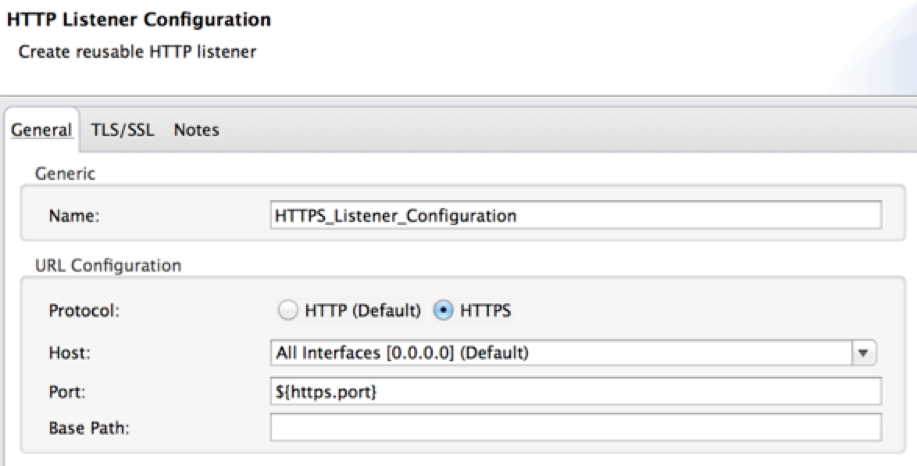 HTTP Listener Configuration
Create reusable HTTP listener
General TLS/SSL Notes
Generic
Name: HTTPS_Listener_Configuration
URL Configuration
Protocol: HTTP (Default) HTTPS
Host: All Interfaces [0.0.0.0] (Default)
Port: ${https.port}
Base Path: